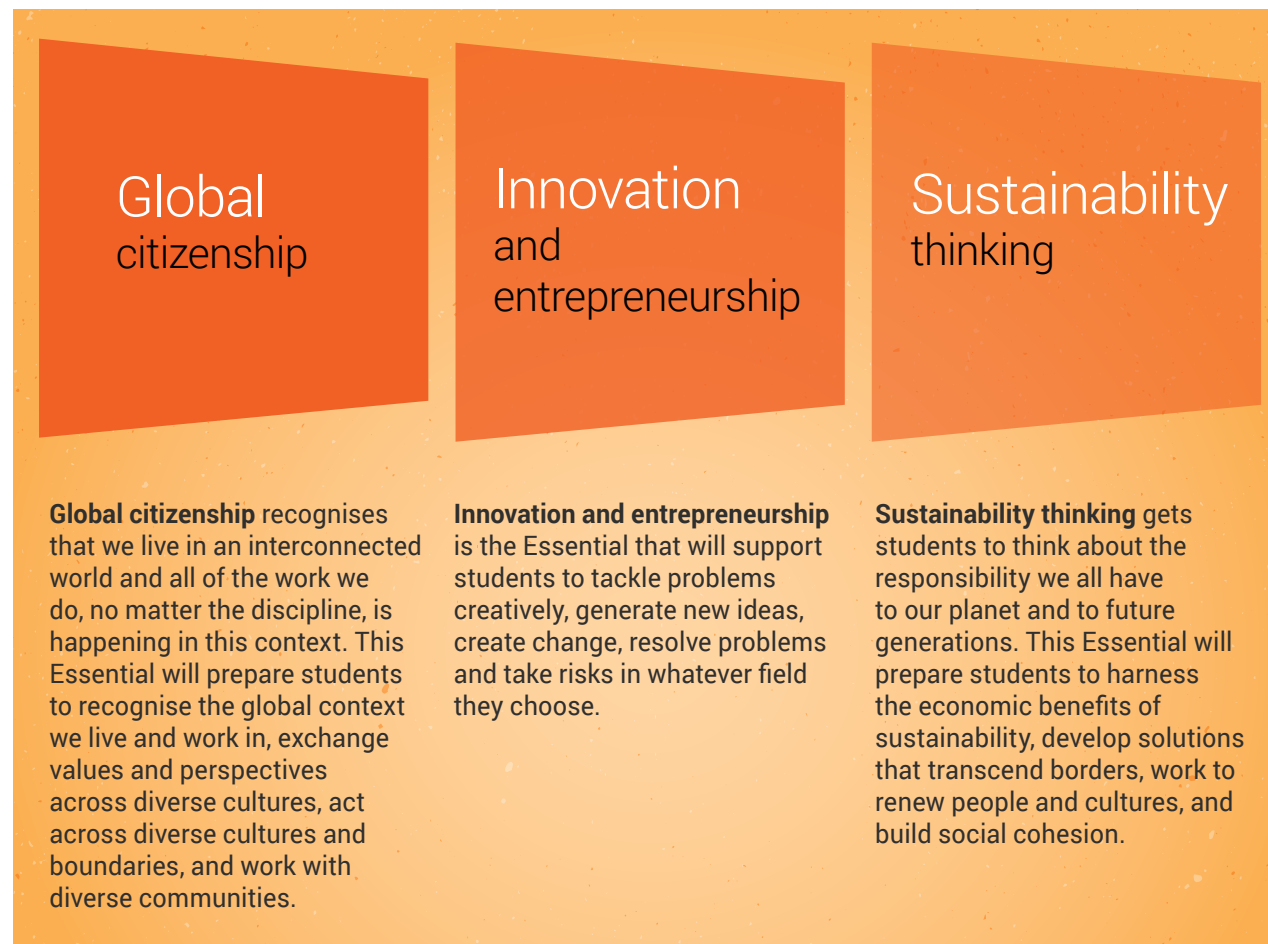 Global
citizenship
Innovation
and
entrepreneurship
Sustainability
thinking
Global citizenship recognises
that we live in an interconnected
world and all of the work we
do, no matter the discipline, is
happening in this context. This
Essential will prepare students
to recognise the global context
we live and work in, exchange
values and perspectives
across diverse cultures, act
across diverse cultures and
boundaries, and work with
diverse communities.
Innovation and entrepreneurship
is the Essential that will support
students to tackle problems
creatively, generate new ideas,
create change, resolve problems
and take risks in whatever field
they choose.
Sustainability thinking gets
students to think about the
responsibility we all have
to our planet and to future
generations. This Essential will
prepare students to harness
the economic benefits of
sustainability, develop solutions
that transcend borders, work to
renew people and cultures, and
build social cohesion.